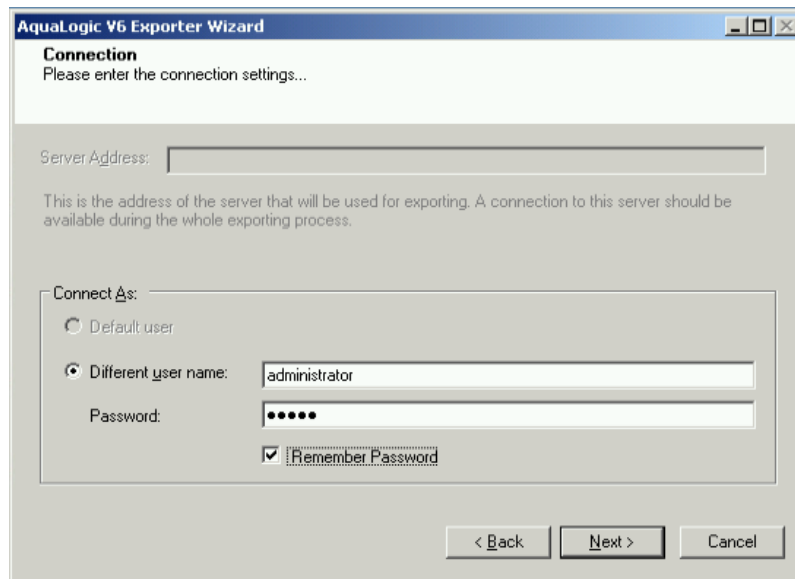 AquaLogic V6 Exporter Wizard
Connection
Please enter the connection settings...
Server Address:
This is the address of the server that will be used for exporting. A connection to this server should be
available during the whole exporting process.
Connect As:
Default user
Different user name: administrator
Password: •••••
Remember Password
< Back Next > Cancel